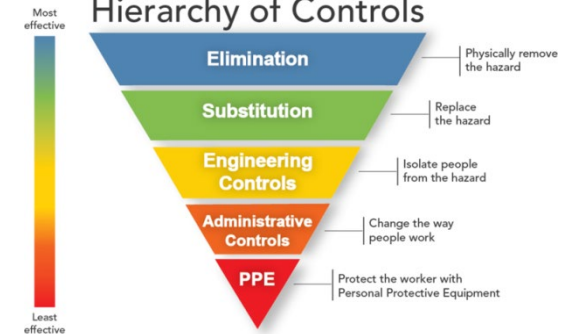 Hierarchy of Controls
Most
effective
Elimination
Physically remove
the hazard
Substitution
Replace
the hazard
Engineering
Controls
Isolate people
from the hazard
Administrative
Controls
Change the way
people work
PPE
Protect the worker with
Personal Protective Equipment
Least
effective